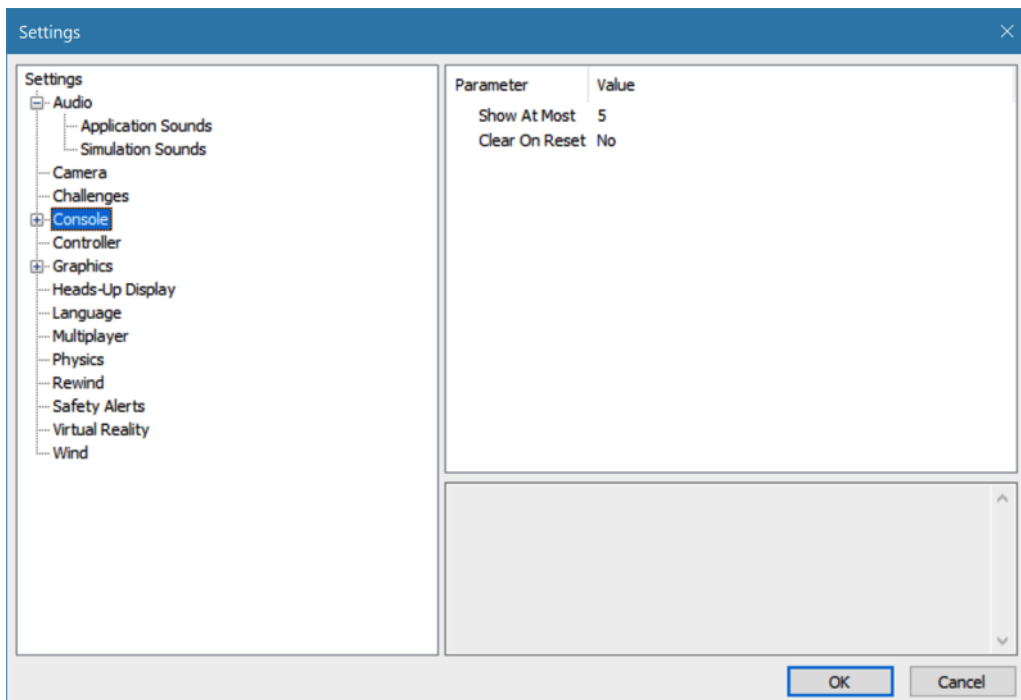 Settings
Settings
Audio
Application Sounds
Simulation Sounds
Camera
Challenges
Console
Controller
Graphics
Heads-Up Display
Language
Multiplayer
Physics
Rewind
Safety Alerts
Virtual Reality
Wind
Parameter Value
Show At Most 5
Clear On Reset No
OK Cancel